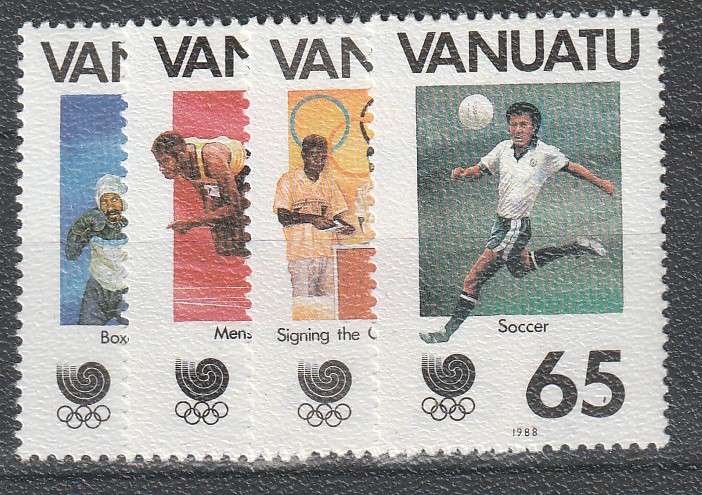 VAN
Box
VAN
Mens
VAN
Signing the O
VANUATU
Soccer
65
1988